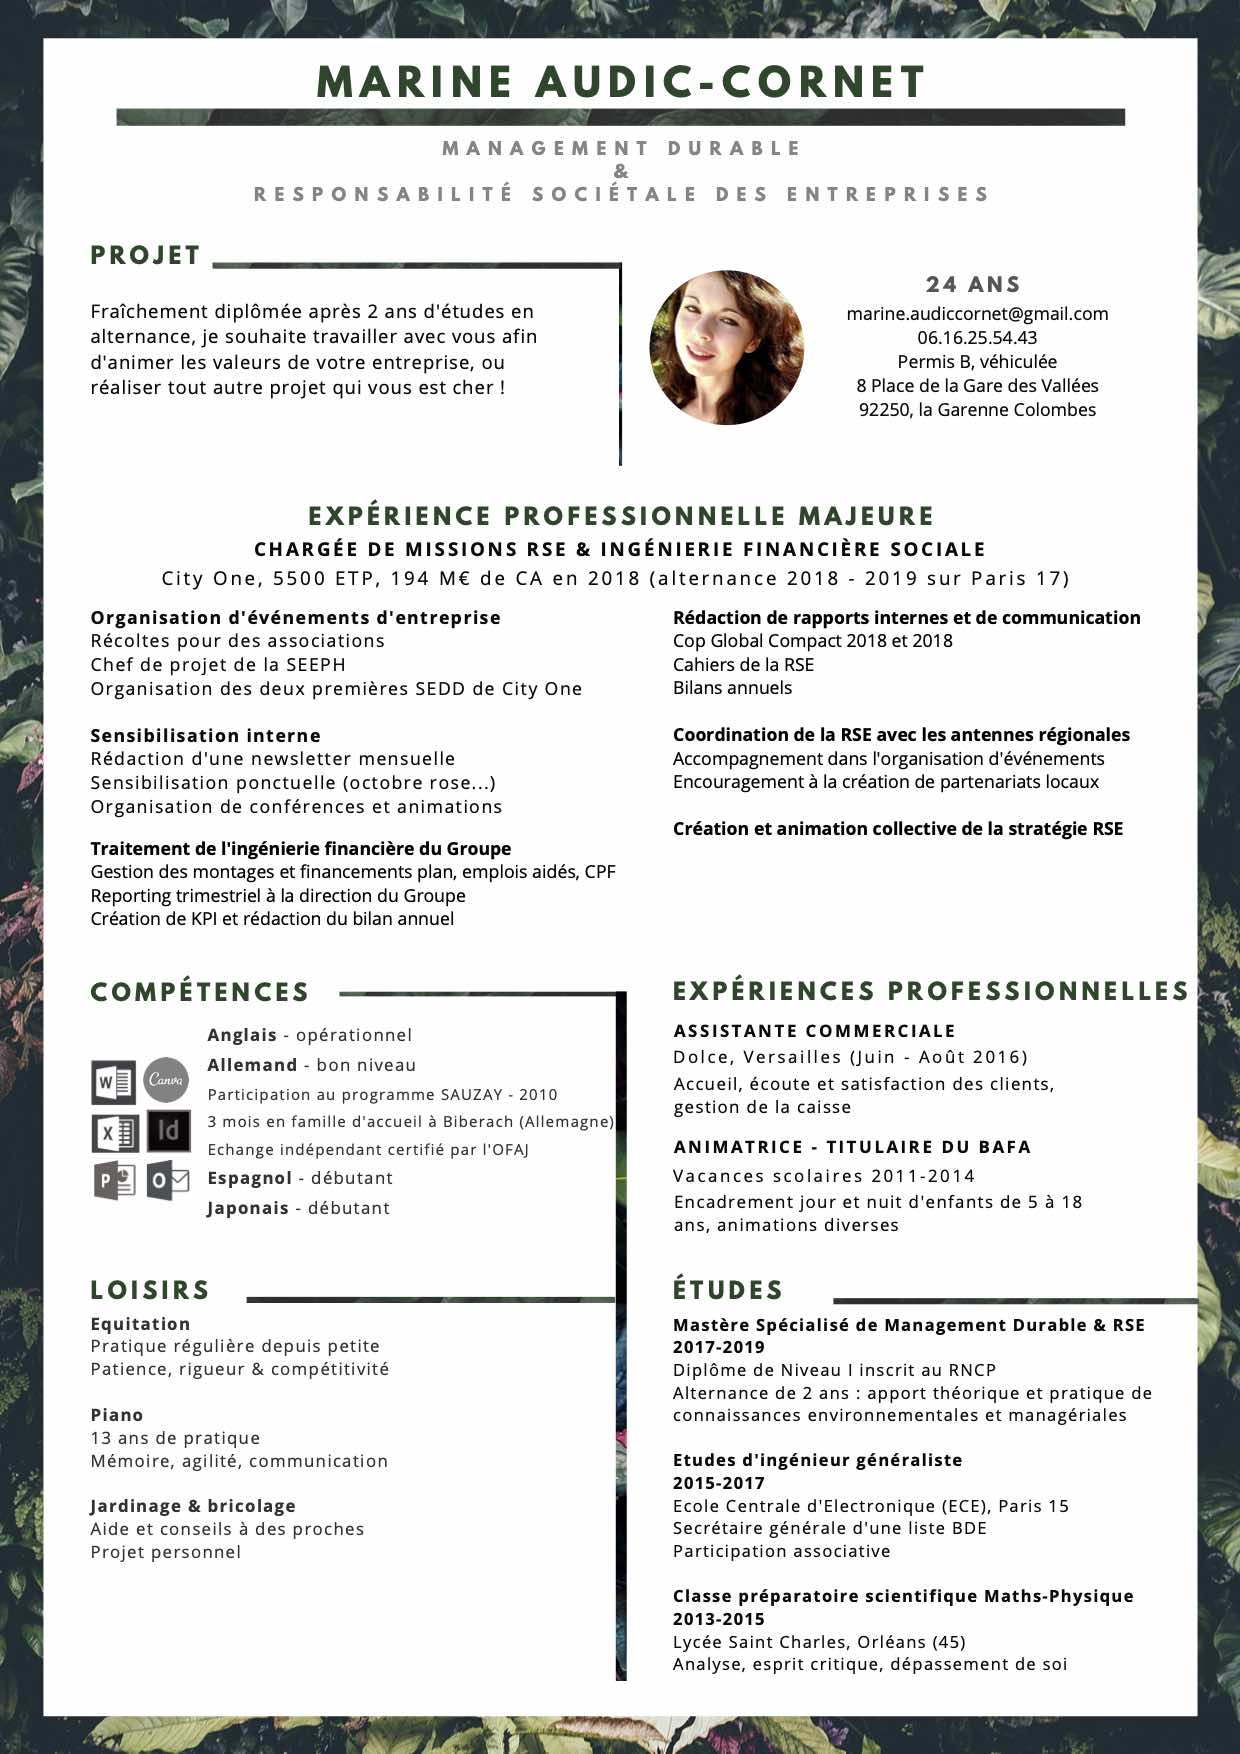 MARINE AUDIC-CORNET
MANAGEMENT DURABLE
&
RESPONSABILITÉ SOCIÉTALE DES ENTREPRISES
PROJET
Fraîchement diplômée après 2 ans d'études en
alternance, je souhaite travailler avec vous afin
d'animer les valeurs de votre entreprise, ou
réaliser tout autre projet qui vous est cher !
24 ANS
marine.audiccornet@gmail.com
06.16.25.54.43
Permis B, véhiculée
8 Place de la Gare des Vallées
92250, la Garenne Colombes
EXPÉRIENCE PROFESSIONNELLE MAJEURE
CHARGÉE DE MISSIONS RSE & INGÉNIERIE FINANCIÈRE SOCIALE
City One, 5500 ETP, 194 M€ de CA en 2018 (alternance 2018 - 2019 sur Paris 17)
Organisation d'événements d'entreprise
Récoltes pour des associations
Chef de projet de la SEEPH
Organisation des deux premières SEDD de City One
Sensibilisation interne
Rédaction d'une newsletter mensuelle
Sensibilisation ponctuelle (octobre rose...)
Organisation de conférences et animations
Traitement de l'ingénierie financière du Groupe
Gestion des montages et financements plan, emplois aidés, CPF
Reporting trimestriel à la direction du Groupe
Création de KPI et rédaction du bilan annuel
Rédaction de rapports internes et de communication
Cop Global Compact 2018 et 2018
Cahiers de la RSE
Bilans annuels
Coordination de la RSE avec les antennes régionales
Accompagnement dans l'organisation d'événements
Encouragement à la création de partenariats locaux
Création et animation collective de la stratégie RSE
COMPÉTENCES
W
Canva
X
Id
P
O
Anglais - opérationnel
Allemand - bon niveau
Participation au programme SAUZAY - 2010
3 mois en famille d'accueil à Biberach (Allemagne)
Echange indépendant certifié par l'OFAJ
Espagnol - débutant
Japonais - débutant
EXPÉRIENCES PROFESSIONNELLES
ASSISTANTE COMMERCIALE
Dolce, Versailles (Juin - Août 2016)
Accueil, écoute et satisfaction des clients,
gestion de la caisse
ANIMATRICE - TITULAIRE DU BAFA
Vacances scolaires 2011-2014
Encadrement jour et nuit d'enfants de 5 à 18
ans, animations diverses
LOISIRS
Equitation
Pratique régulière depuis petite
Patience, rigueur & compétitivité
Piano
13 ans de pratique
Mémoire, agilité, communication
Jardinage & bricolage
Aide et conseils à des proches
Projet personnel
ÉTUDES
Mastère Spécialisé de Management Durable & RSE
2017-2019
Diplôme de Niveau I inscrit au RNCP
Alternance de 2 ans : apport théorique et pratique de
connaissances environnementales et managériales
Etudes d'ingénieur généraliste
2015-2017
Ecole Centrale d'Electronique (ECE), Paris 15
Secrétaire générale d'une liste BDE
Participation associative
Classe préparatoire scientifique Maths-Physique
2013-2015
Lycée Saint Charles, Orléans (45)
Analyse, esprit critique, dépassement de soi